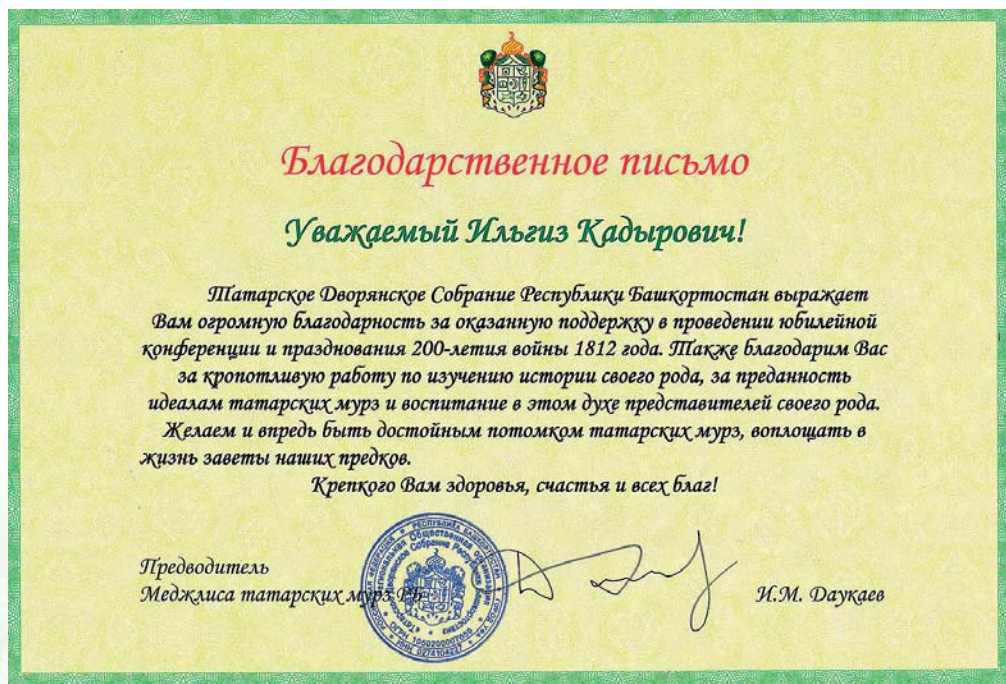 Благодарственное письмо
Уважаемый Ильгиз Кадырович!
Татарское Дворянское Собрание Республики Башкортостан выражает
Вам огромную благодарность за оказанную поддержку в проведении юбилейной
конференции и празднования 200-летия войны 1812 года. Также благодарим Вас
за кропотливую работу по изучению истории своего рода, за преданность
идеалам татарских мурз и воспитание в этом духе представителей своего рода.
Желаем и впредь быть достойным потомком татарских мурз, воплощать в
жизнь заветы наших предков.
Крепкого Вам здоровья, счастья и всех благ!
Предводитель
Меджлиса татарских мурз РБ
И.М. Даукаев